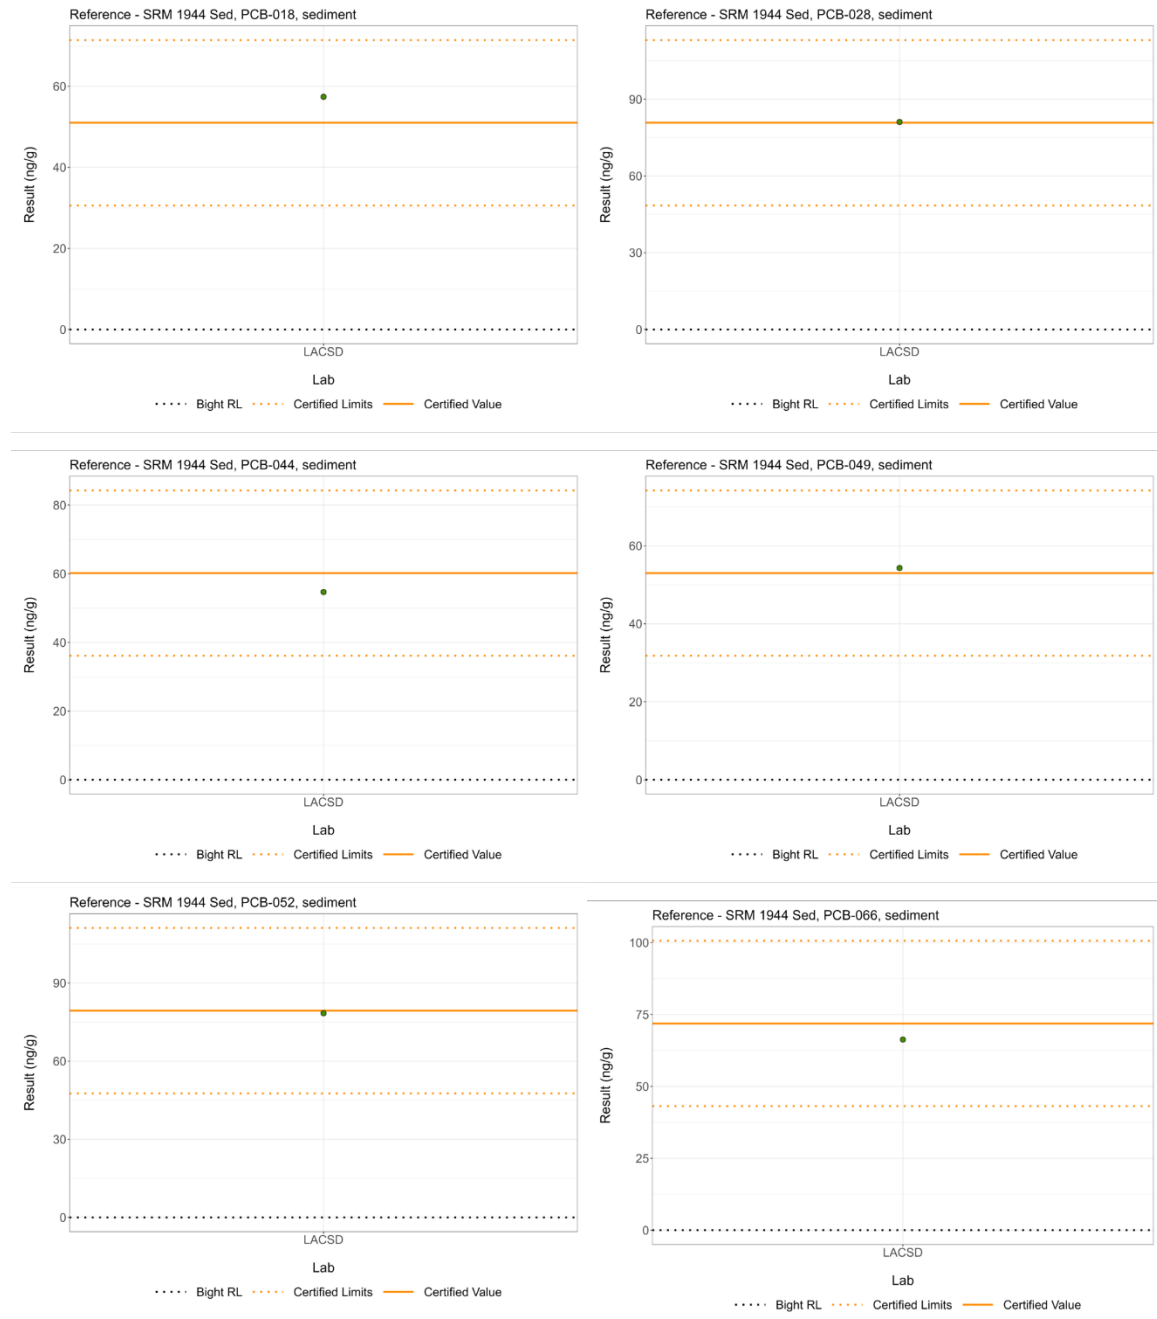 Reference - SRM 1944 Sed, PCB-018, sediment
60
40
20
0
Result (ng/g)
LACSD
Lab
Bight RL Certified Limits Certified Value
Reference - SRM 1944 Sed, PCB-028, sediment
90
60
30
0
Result (ng/g)
LACSD
Lab
Bight RL Certified Limits Certified Value
Reference - SRM 1944 Sed, PCB-044, sediment
80
60
40
20
0
Result (ng/g)
LACSD
Lab
Bight RL Certified Limits Certified Value
Reference - SRM 1944 Sed, PCB-049, sediment
60
40
20
0
Result (ng/g)
LACSD
Lab
Bight RL Certified Limits Certified Value
Reference - SRM 1944 Sed, PCB-052, sediment
90
60
30
0
Result (ng/g)
LACSD
Lab
Bight RL Certified Limits Certified Value
Reference - SRM 1944 Sed, PCB-066, sediment
100
75
50
25
0
Result (ng/g)
LACSD
Lab
Bight RL Certified Limits Certified Value